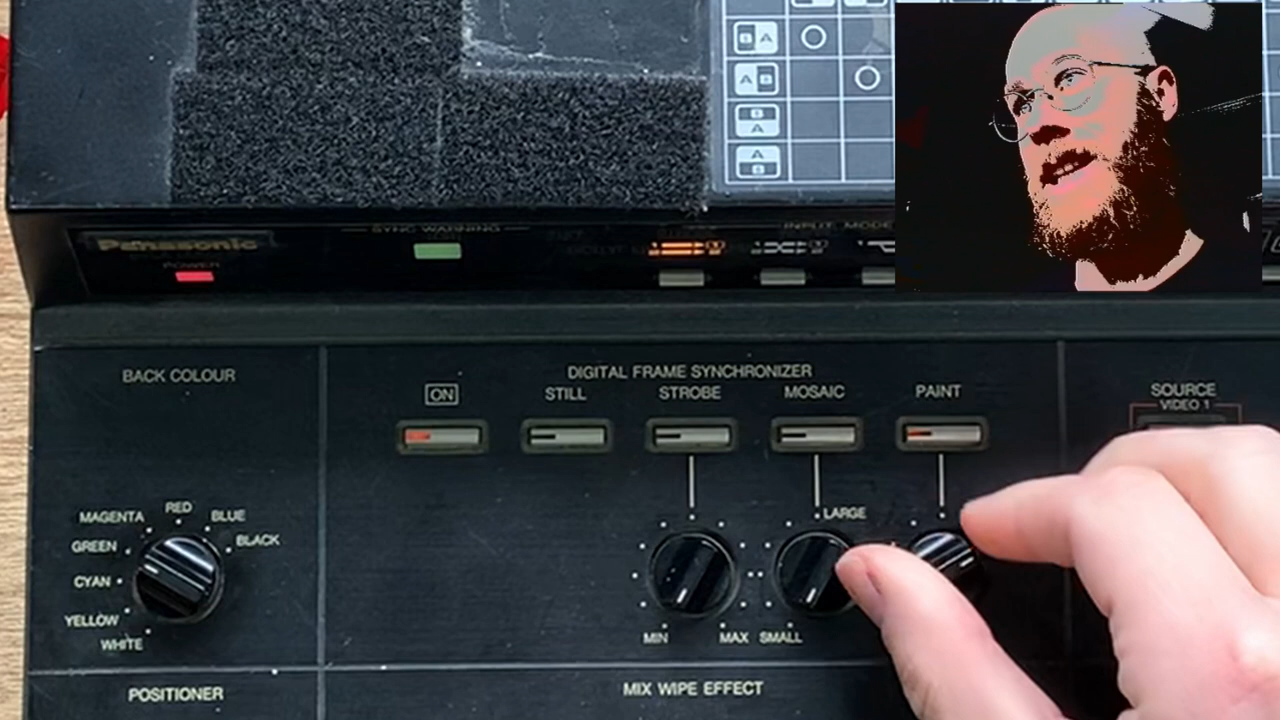 B A
A B
B
A
A
B
Panasonic
SYNC WARNING
INPUT MODE
POWER
BACK COLOUR
DIGITAL FRAME SYNCHRONIZER
ON
STILL
STROBE
MOSAIC
PAINT
SOURCE
VIDEO 1
MAGENTA
RED
BLUE
GREEN
BLACK
LARGE
CYAN
YELLOW
WHITE
MIN
MAX
SMALL
POSITIONER
MIX WIPE EFFECT